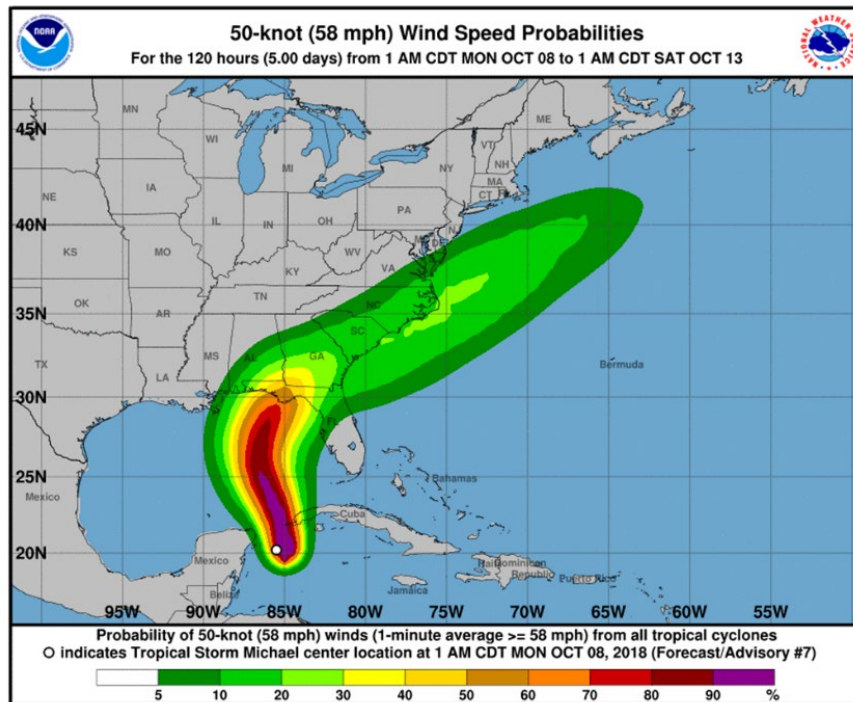 50-knot (58 mph) Wind Speed Probabilities
For the 120 hours (5.00 days) from 1 AM CDT MON OCT 08 to 1 AM CDT SAT OCT 13
NOAA
NATIONAL WEATHER SERVICE
MN
ME
45N
WI
VT
MI
NY
NH
MA
NE
IA
CT
PA
40N
IL
IN
OH
NJ
KS
MO
WV
VA
KY
OK
TN
NC
35N
AR
SC
MS
AL
GA
TX
Bermuda
LA
30N
FL
25N
Mexico
Bahamas
Cuba
20N
Mexico
Haiti
Dominican
Republic
Puerto Rico
Belize
Jamaica
95W 90W 85W 80W 75W 70W 65W 60W 55W
Probability of 50-knot (58 mph) winds (1-minute average >= 58 mph) from all tropical cyclones
O indicates Tropical Storm Michael center location at 1 AM CDT MON OCT 08, 2018 (Forecast/Advisory #7)
5 10 20 30 40 50 60 70 80 90 %